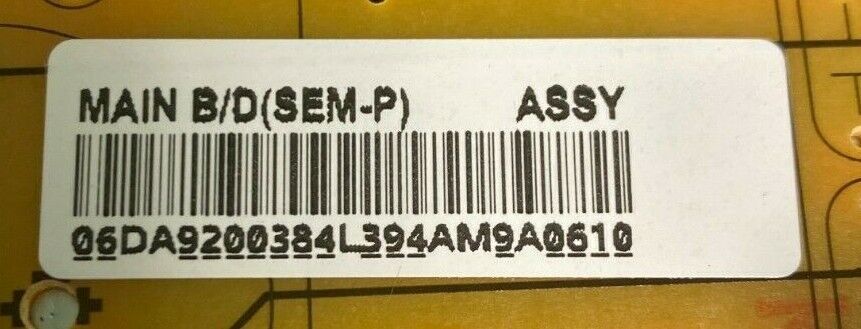 MAIN B/D(SEM-P) ASSY
06DA9200384L394AM9A0610